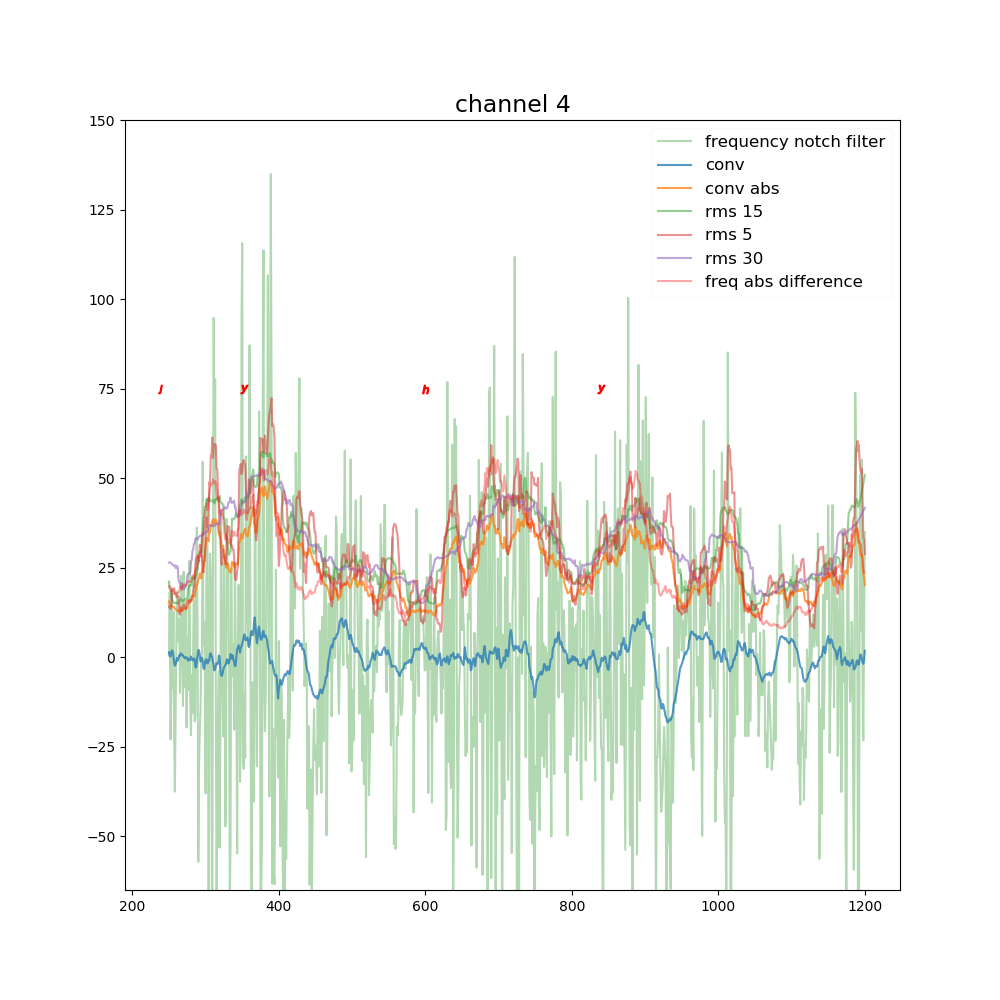 channel 4
150
125
100
75
50
25
0
−25
−50
200 400 600 800 1000 1200
frequency notch filter
conv
conv abs
rms 15
rms 5
rms 30
freq abs difference
j y h y